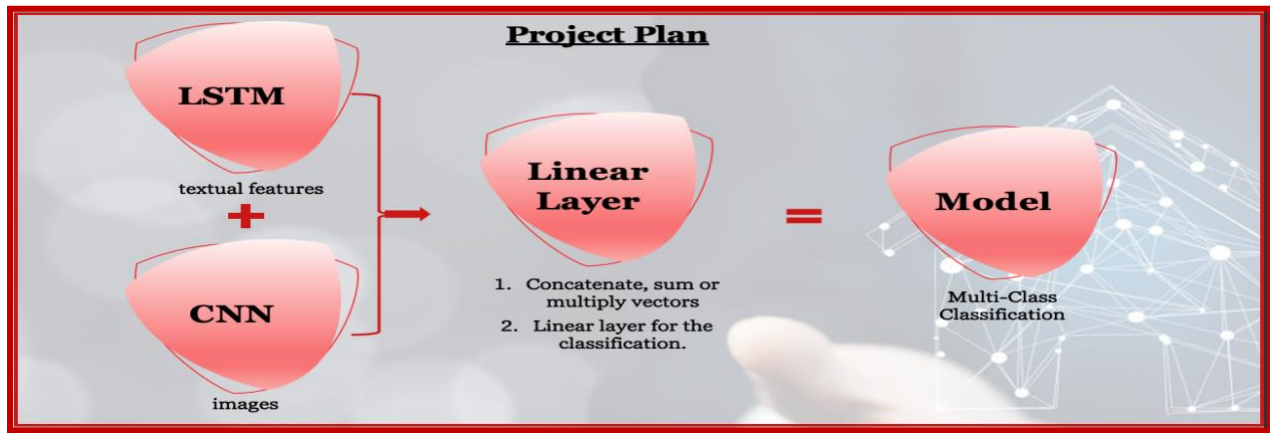 Project Plan
LSTM
textual features
+
CNN
images
Linear
Layer
1. Concatenate, sum or
multiply vectors
2. Linear layer for the
classification.
=
Model
Multi-Class
Classification